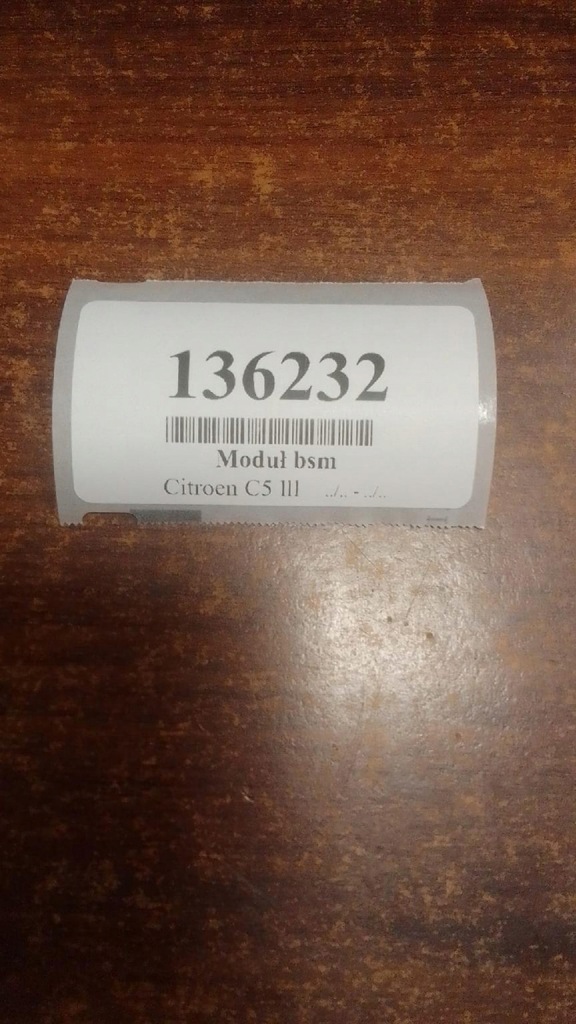 136232
Moduł bsm
Citroen C5 III ../.. - ../..